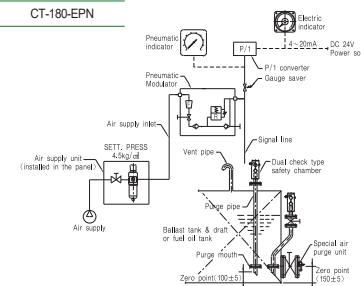 CT-180-EPN
Electric
indicator
Pneumatic
indicator
P/1
4~20mA
DC 24V
Power so
P/1 converter
Gauge saver
Pneumatic
Modulator
Air supply inlet
Signal line
SETT. PRESS
4.5kg/㎠
Vent pipe
Air supply unit
(installed in the panel)
Dual check type
safety chamber
Air supply
Purge pipe
Ballast tank & draft
or fuel oil tank
Purge mouth
Special air
purge unit
Zero point(100±5)
Zero point
(150±5)